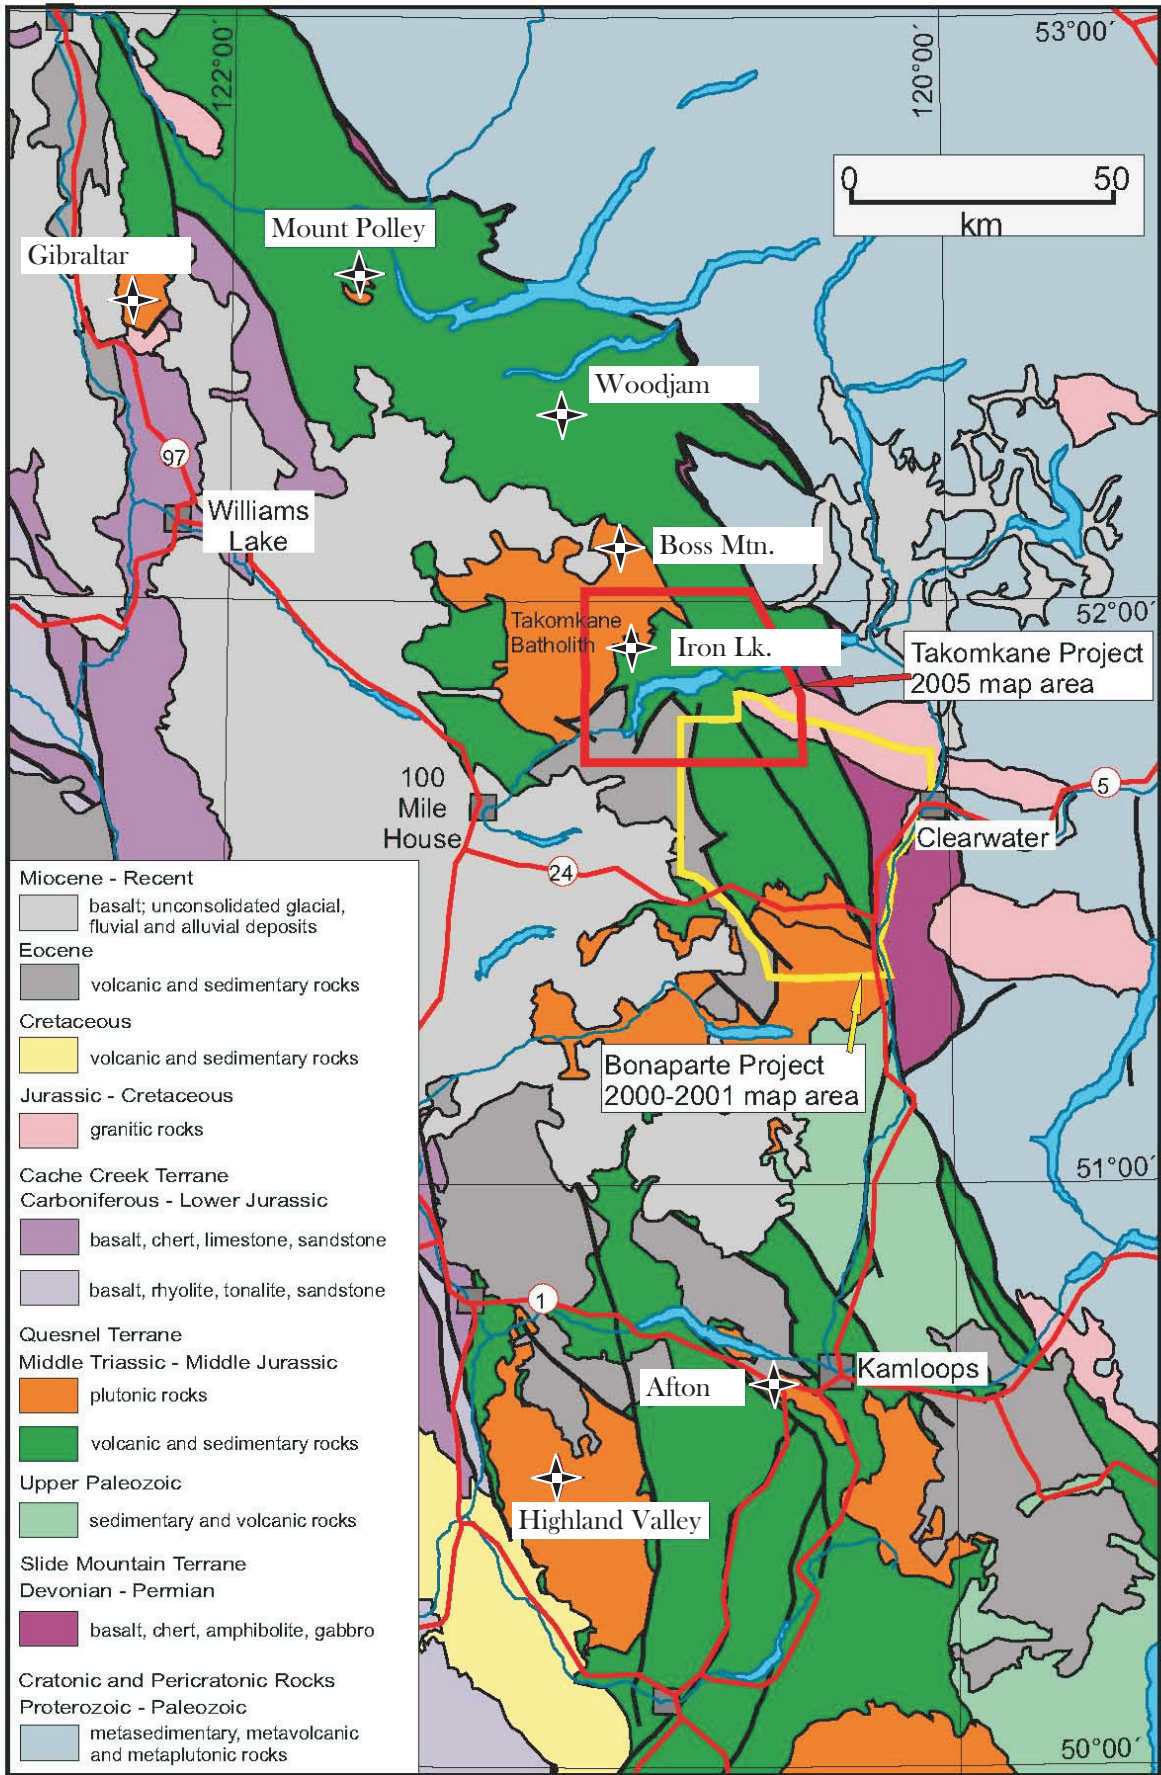 122°00´
120°00´
53°00´
0 50
km
Mount Polley
Gibraltar
Woodjam
97
Williams
Lake
Boss Mtn.
52°00´
Takomkane
Batholith
Iron Lk.
Takomkane Project
2005 map area
100
Mile
House
5
Clearwater
24
Bonaparte Project
2000-2001 map area
51°00´
1
Kamloops
Afton
Highland Valley
50°00´
Miocene - Recent
basalt; unconsolidated glacial,
fluvial and alluvial deposits
Eocene
volcanic and sedimentary rocks
Cretaceous
volcanic and sedimentary rocks
Jurassic - Cretaceous
granitic rocks
Cache Creek Terrane
Carboniferous - Lower Jurassic
basalt, chert, limestone, sandstone
basalt, rhyolite, tonalite, sandstone
Quesnel Terrane
Middle Triassic - Middle Jurassic
plutonic rocks
volcanic and sedimentary rocks
Upper Paleozoic
sedimentary and volcanic rocks
Slide Mountain Terrane
Devonian - Permian
basalt, chert, amphibolite, gabbro
Cratonic and Pericratonic Rocks
Proterozoic - Paleozoic
metasedimentary, metavolcanic
and metaplutonic rocks